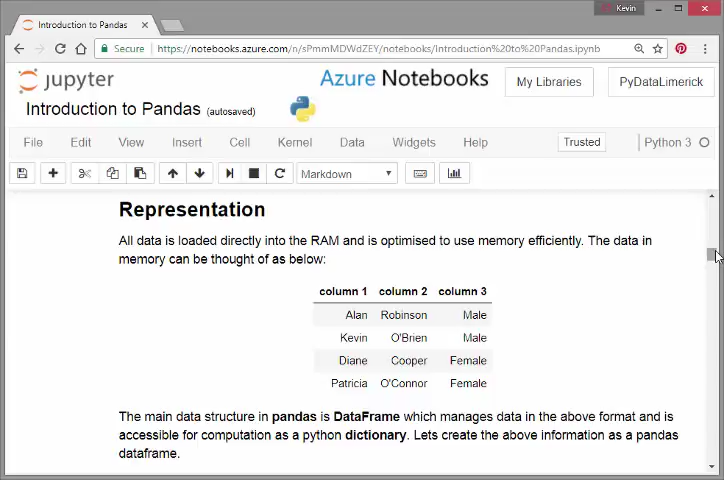 Kevin
Introduction to Pandas
Secure
https://notebooks.azure.com/n/sPmmMDWdZEY/notebooks/Introduction%20to%20Pandas.ipynb
jupyter
Azure Notebooks
My Libraries
PyDataLimerick
Introduction to Pandas (autosaved)
File Edit View Insert Cell Kernel Data Widgets Help Trusted Python 3
Markdown
Representation
All data is loaded directly into the RAM and is optimised to use memory efficiently. The data in
memory can be thought of as below:
column 1 column 2 column 3
Alan Robinson Male
Kevin O'Brien Male
Diane Cooper Female
Patricia O'Connor Female
The main data structure in pandas is DataFrame which manages data in the above format and is
accessible for computation as a python dictionary. Lets create the above information as a pandas
dataframe.